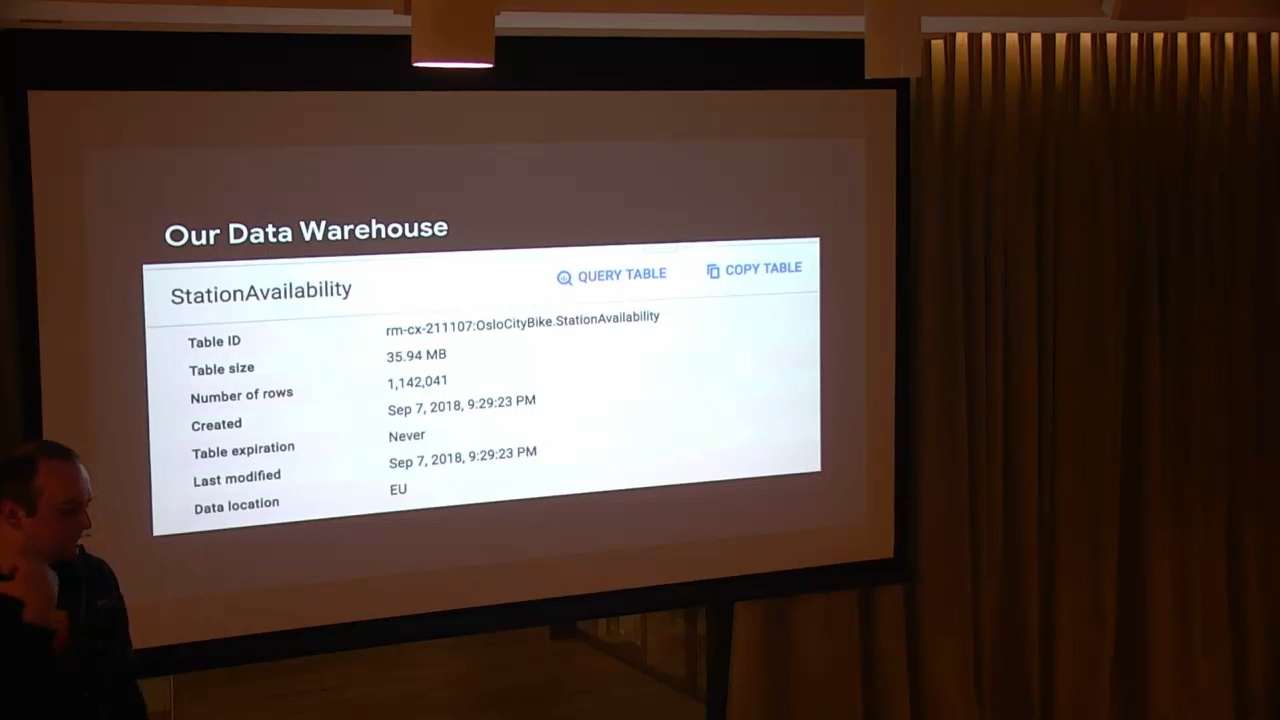 Our Data Warehouse
StationAvailability QUERY TABLE COPY TABLE
Table ID rm-cx-211107:OsloCityBike.StationAvailability
Table size 35.94 MB
Number of rows 1,142,041
Created Sep 7, 2018, 9:29:23 PM
Table expiration Never
Last modified Sep 7, 2018, 9:29:23 PM
Data location EU